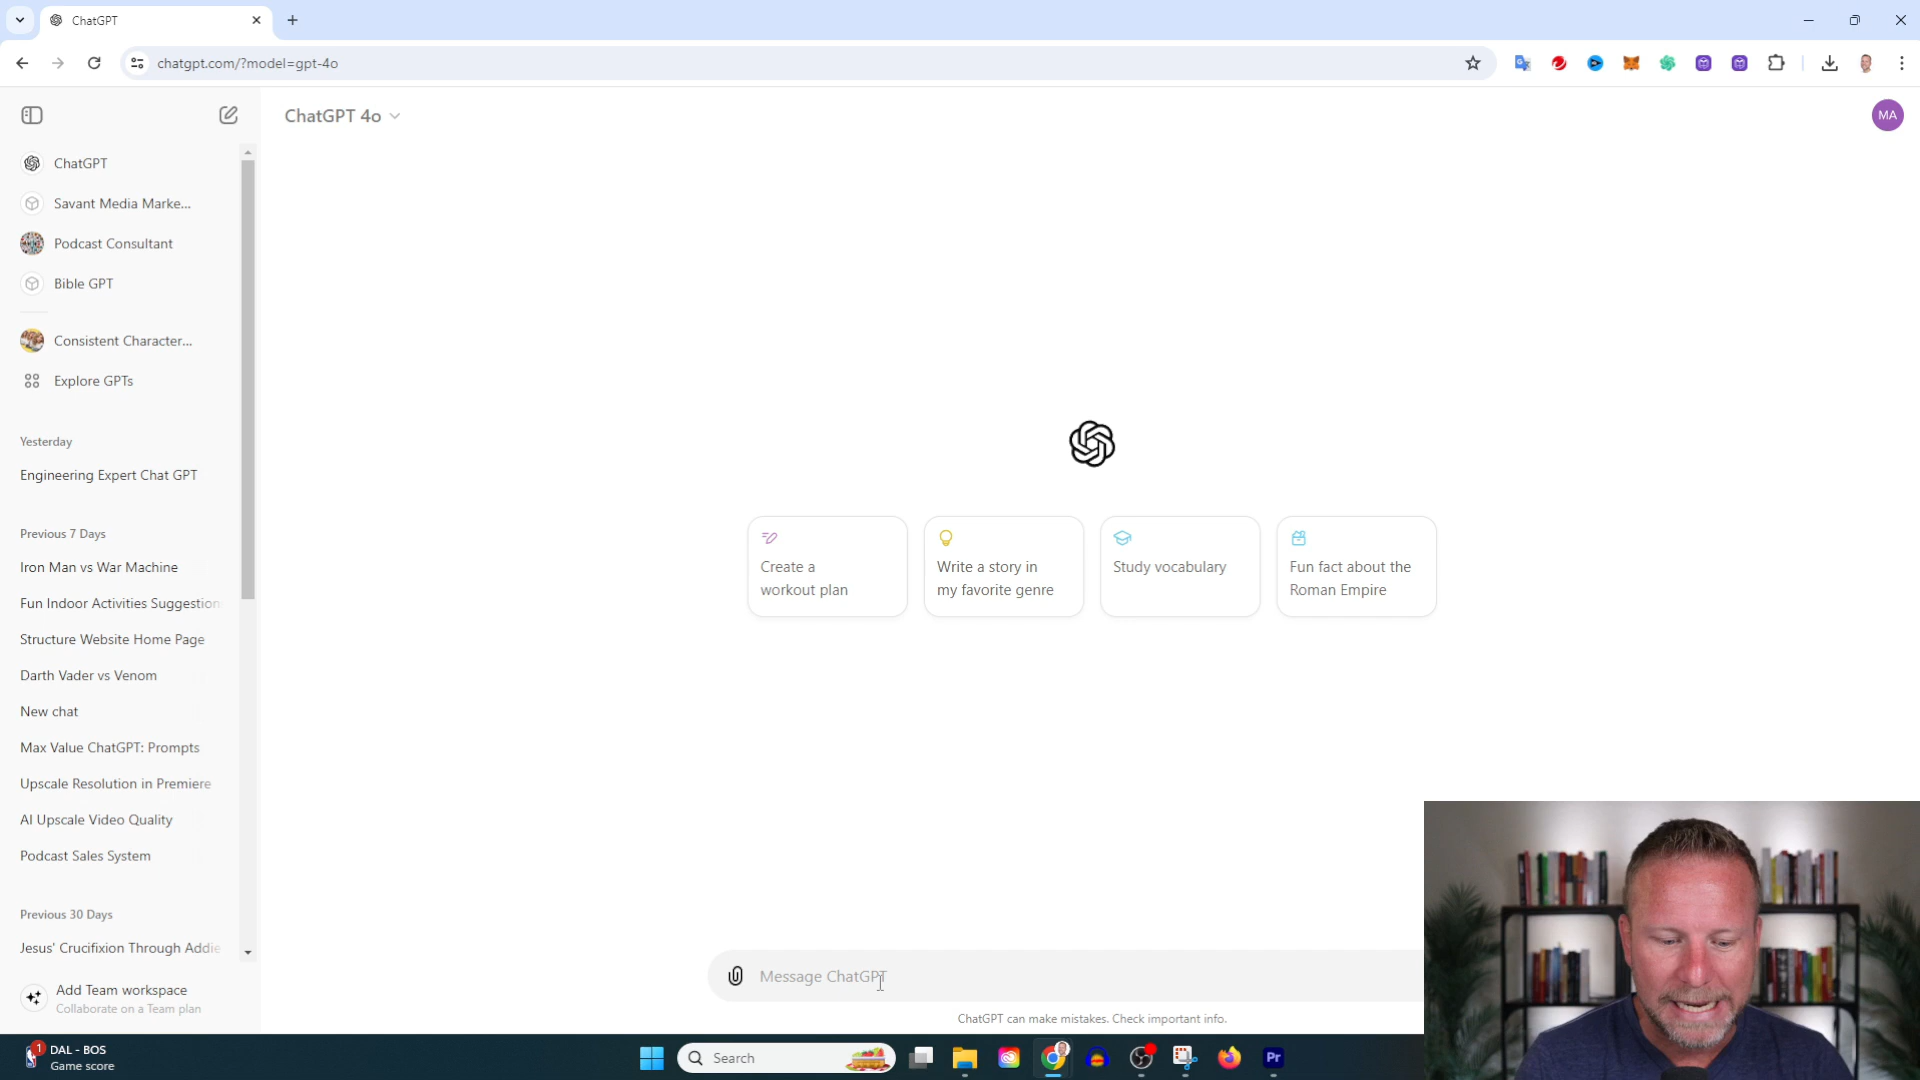 ChatGPT
chatgpt.com/?model=gpt-4o
ChatGPT 4o
MA
ChatGPT
Savant Media Marke...
Podcast Consultant
Bible GPT
Consistent Character...
Explore GPTs
Yesterday
Engineering Expert Chat GPT
Previous 7 Days
Iron Man vs War Machine
Fun Indoor Activities Suggestion
Structure Website Home Page
Darth Vader vs Venom
New chat
Max Value ChatGPT: Prompts
Upscale Resolution in Premiere
AI Upscale Video Quality
Podcast Sales System
Previous 30 Days
Jesus' Crucifixion Through Addie
Add Team workspace
Collaborate on a Team plan
Create a
workout plan
Write a story in
my favorite genre
Study vocabulary
Fun fact about the
Roman Empire
Message ChatGPT
ChatGPT can make mistakes. Check important info.
1
DAL - BOS
Game score
Search
Pr